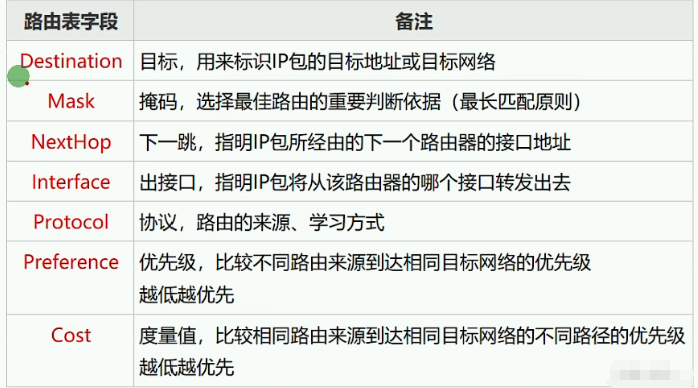 路由表字段 备注
Destination 目标，用来标识IP包的目标地址或目标网络
Mask 掩码，选择最佳路由的重要判断依据（最长匹配原则）
NextHop 下一跳，指明IP包所经由的下一个路由器的接口地址
Interface 出接口，指明IP包将从该路由器的哪个接口转发出去
Protocol 协议，路由的来源、学习方式
Preference 优先级，比较不同路由来源到达相同目标网络的优先级
越低越优先
Cost 度量值，比较相同路由来源到达相同目标网络的不同路径的优先级
越低越优先